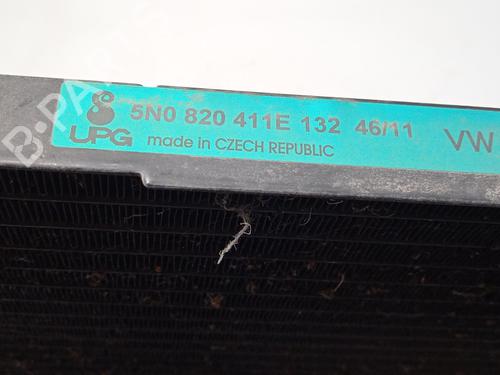 5N0 820 411E 132 46/11
UPG made in CZECH REPUBLIC
VW
B-PARTS